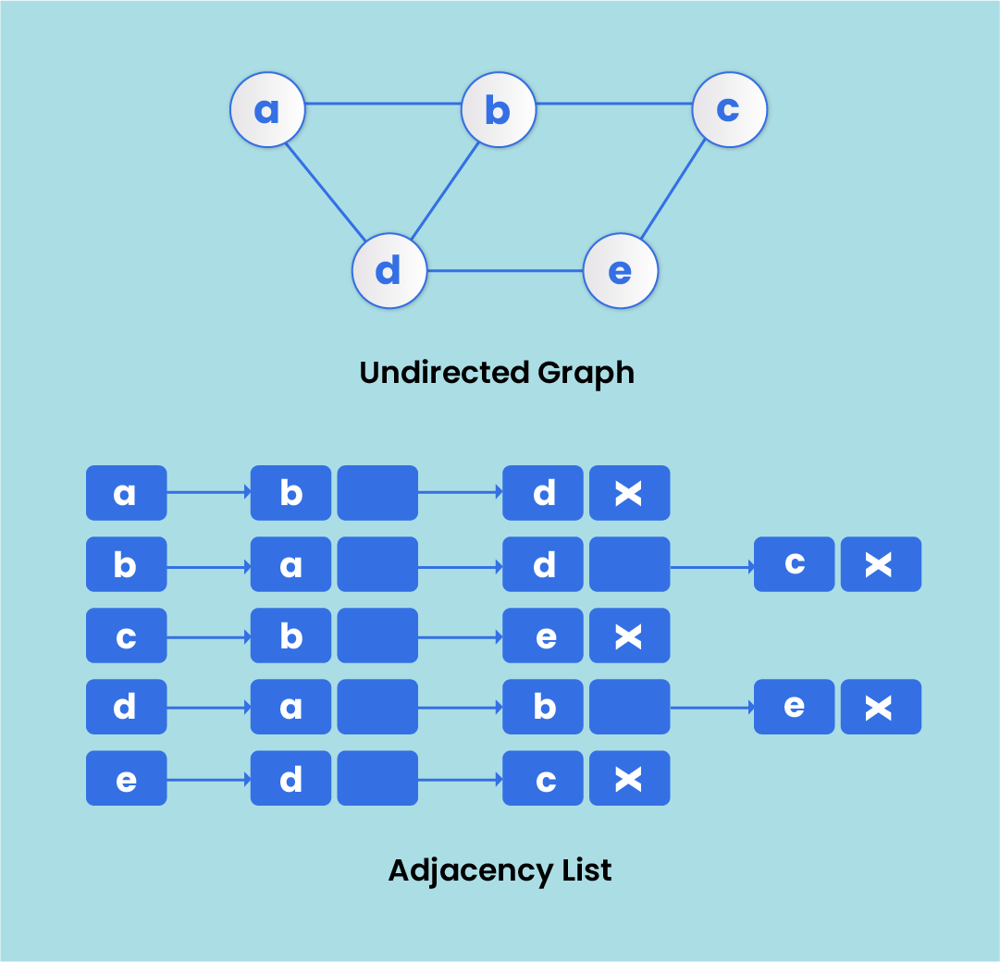 a b c
d e
Undirected Graph
a b d X
b a d c X
c b e X
d a b e X
e d c X
Adjacency List